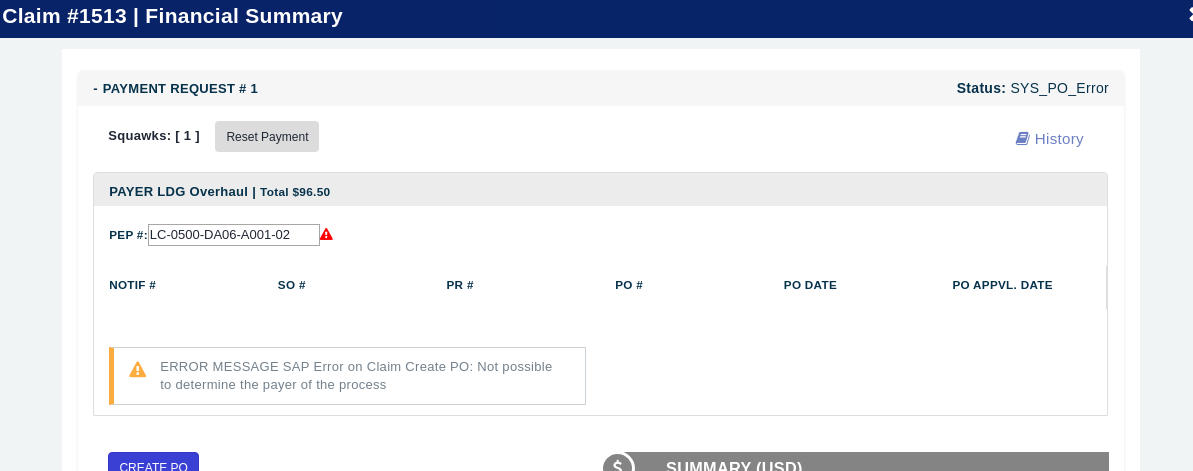 Claim #1513 | Financial Summary
- PAYMENT REQUEST # 1
Status: SYS_PO_Error
Squawks: [ 1 ]
Reset Payment
History
PAYER LDG Overhaul | Total $96.50
PEP #: LC-0500-DA06-A001-02
NOTIF # SO # PR # PO # PO DATE PO APPVL. DATE
ERROR MESSAGE SAP Error on Claim Create PO: Not possible
to determine the payer of the process
CREATE PO
$ SUMMARY (USD)